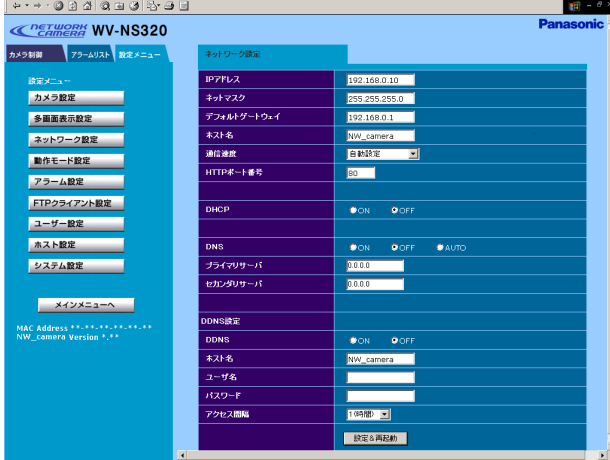 NETWORK CAMERA WV-NS320
Panasonic
カメラ制御 アラームリスト 設定メニュー
ネットワーク設定
設定メニュー
カメラ設定
多画面表示設定
ネットワーク設定
動作モード設定
アラーム設定
FTPクライアント設定
ユーザー設定
ホスト設定
システム設定
メインメニューへ
MAC Address **-**-**-**-**-**
NW_camera Version *.**
IPアドレス 192.168.0.10
ネットマスク 255.255.255.0
デフォルトゲートウェイ 192.168.0.1
ホスト名 NW_camera
通信速度 自動設定
HTTPポート番号 80
DHCP ON OFF
DNS ON OFF AUTO
プライマリサーバ 0.0.0.0
セカンダリサーバ 0.0.0.0
DDNS設定
DDNS ON OFF
ホスト名 NW_camera
ユーザ名
パスワード
アクセス間隔 1(時間)
設定&再起動